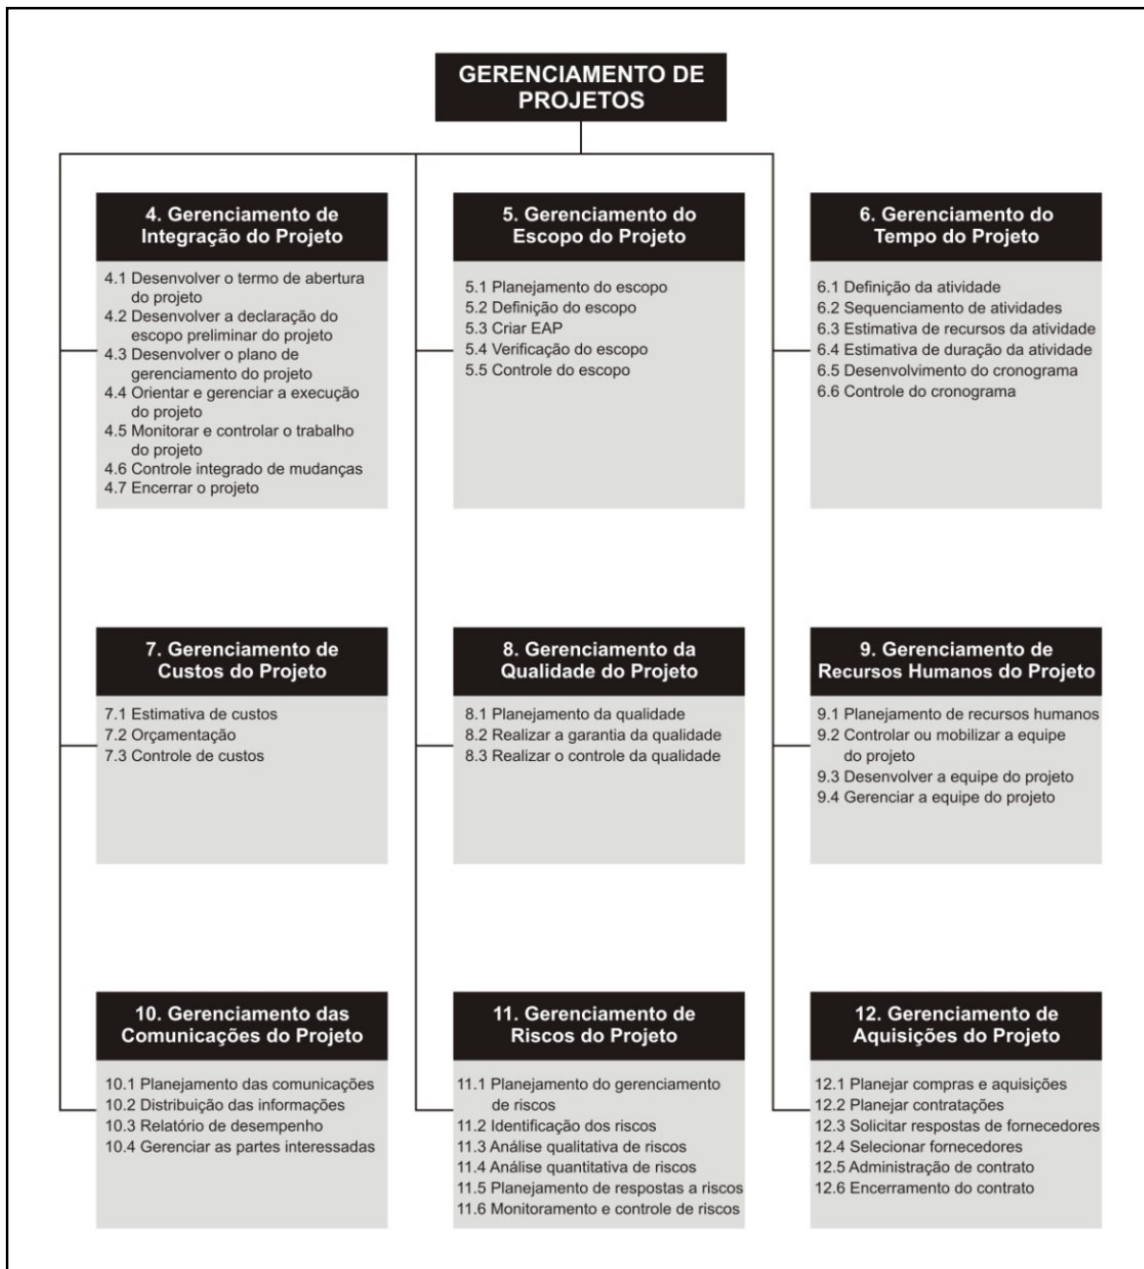 GERENCIAMENTO DE
PROJETOS
4. Gerenciamento de
Integração do Projeto
4.1 Desenvolver o termo de abertura
do projeto
4.2 Desenvolver a declaração do
escopo preliminar do projeto
4.3 Desenvolver o plano de
gerenciamento do projeto
4.4 Orientar e gerenciar a execução
do projeto
4.5 Monitorar e controlar o trabalho
do projeto
4.6 Controle integrado de mudanças
4.7 Encerrar o projeto
5. Gerenciamento do
Escopo do Projeto
5.1 Planejamento do escopo
5.2 Definição do escopo
5.3 Criar EAP
5.4 Verificação do escopo
5.5 Controle do escopo
6. Gerenciamento do
Tempo do Projeto
6.1 Definição da atividade
6.2 Sequenciamento de atividades
6.3 Estimativa de recursos da atividade
6.4 Estimativa de duração da atividade
6.5 Desenvolvimento do cronograma
6.6 Controle do cronograma
7. Gerenciamento de
Custos do Projeto
7.1 Estimativa de custos
7.2 Orçamentação
7.3 Controle de custos
8. Gerenciamento da
Qualidade do Projeto
8.1 Planejamento da qualidade
8.2 Realizar a garantia da qualidade
8.3 Realizar o controle da qualidade
9. Gerenciamento de
Recursos Humanos do Projeto
9.1 Planejamento de recursos humanos
9.2 Controlar ou mobilizar a equipe
do projeto
9.3 Desenvolver a equipe do projeto
9.4 Gerenciar a equipe do projeto
10. Gerenciamento das
Comunicações do Projeto
10.1 Planejamento das comunicações
10.2 Distribuição das informações
10.3 Relatório de desempenho
10.4 Gerenciar as partes interessadas
11. Gerenciamento de
Riscos do Projeto
11.1 Planejamento do gerenciamento
de riscos
11.2 Identificação dos riscos
11.3 Análise qualitativa de riscos
11.4 Análise quantitativa de riscos
11.5 Planejamento de respostas a riscos
11.6 Monitoramento e controle de riscos
12. Gerenciamento de
Aquisições do Projeto
12.1 Planejar compras e aquisições
12.2 Planejar contratações
12.3 Solicitar respostas de fornecedores
12.4 Selecionar fornecedores
12.5 Administração de contrato
12.6 Encerramento do contrato